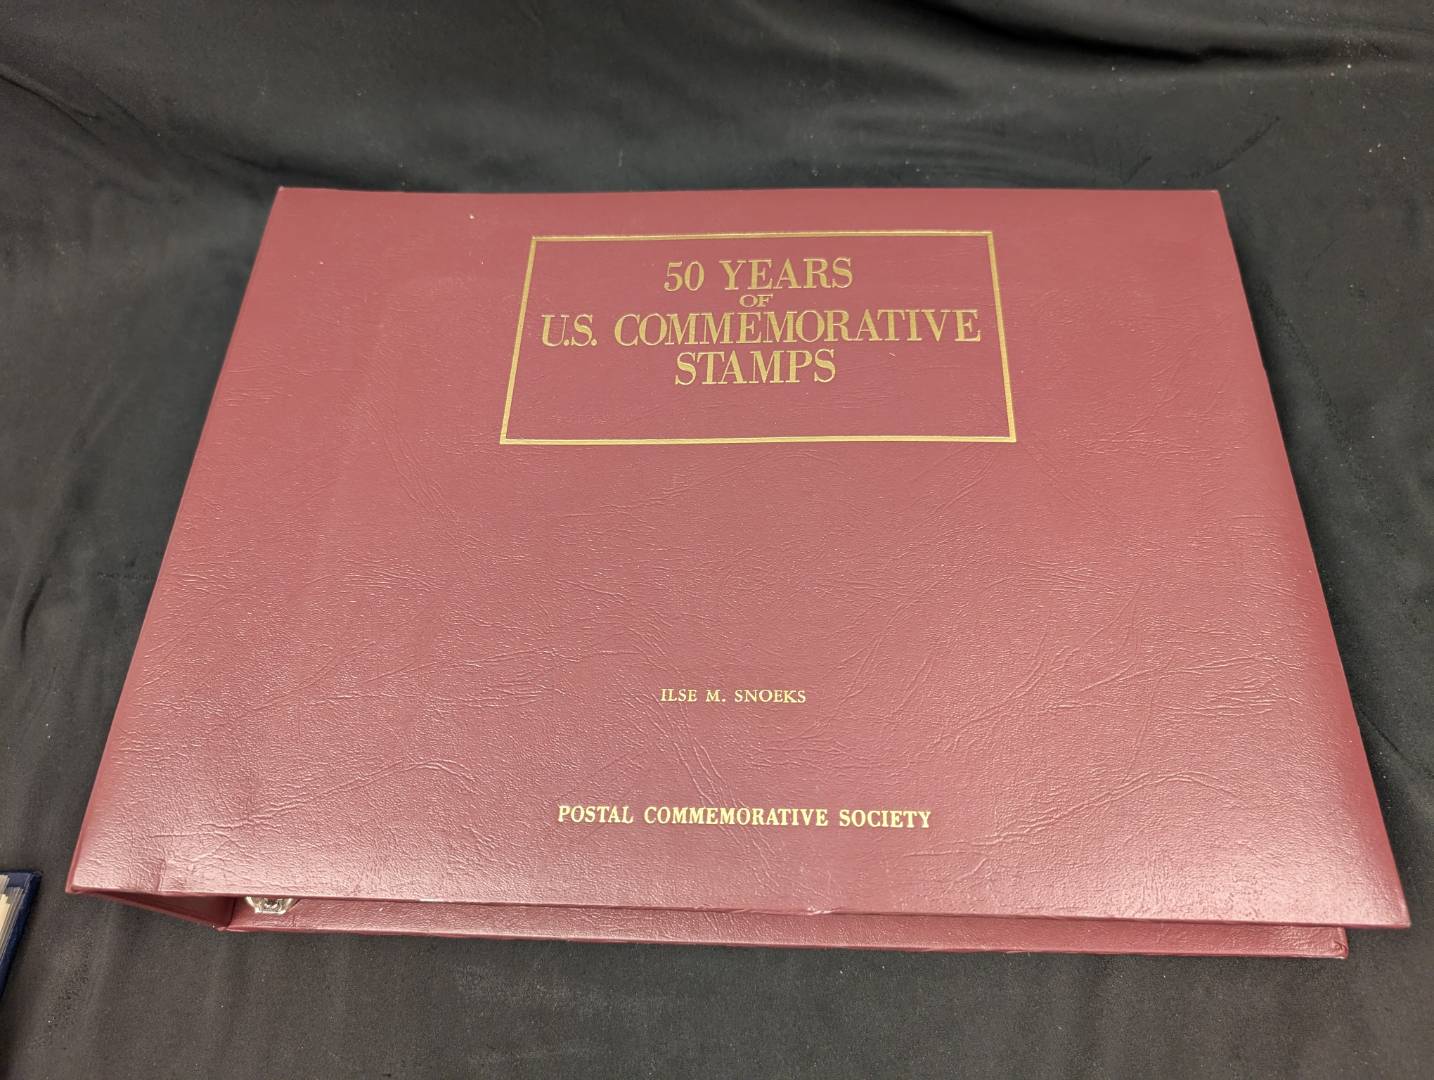 50 YEARS
OF
U.S. COMMEMORATIVE
STAMPS
ILSE M. SNOEKS
POSTAL COMMEMORATIVE SOCIETY